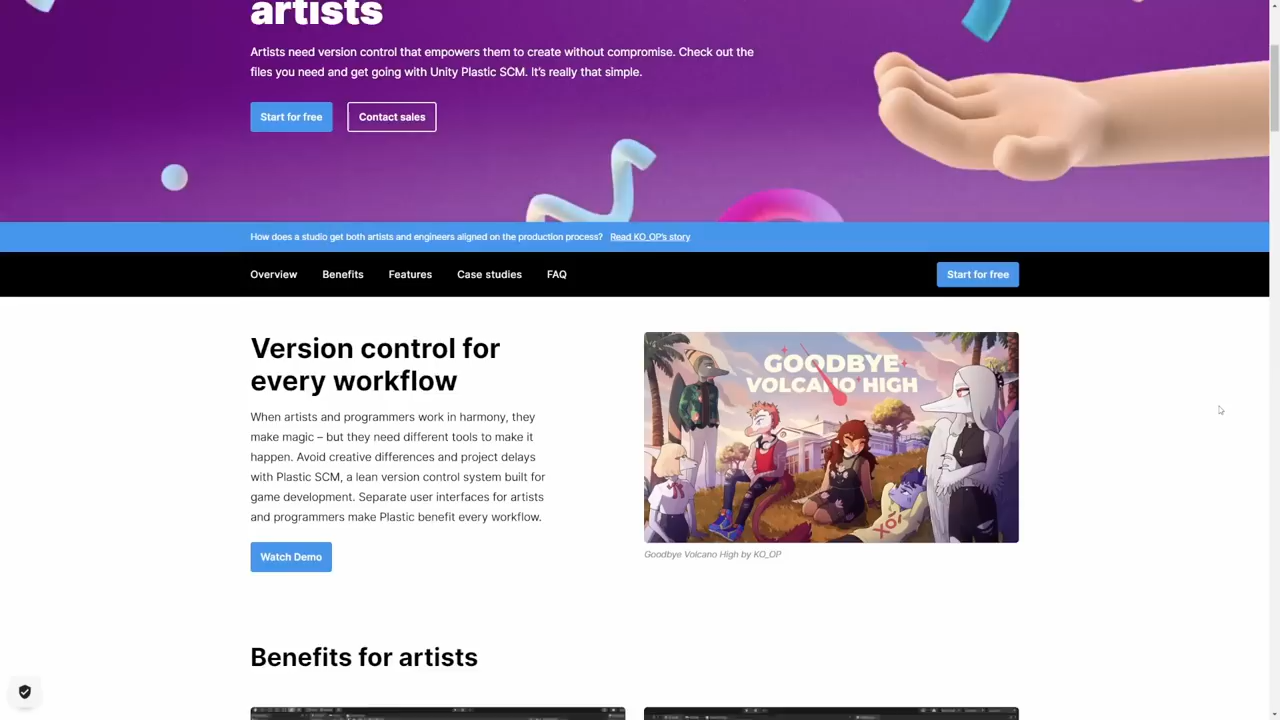 artists
Artists need version control that empowers them to create without compromise. Check out the
files you need and get going with Unity Plastic SCM. It's really that simple.
Start for free
Contact sales
How does a studio get both artists and engineers aligned on the production process? Read KO_OP's story
Overview
Benefits
Features
Case studies
FAQ
Start for free
Version control for
every workflow
When artists and programmers work in harmony, they
make magic – but they need different tools to make it
happen. Avoid creative differences and project delays
with Plastic SCM, a lean version control system built for
game development. Separate user interfaces for artists
and programmers make Plastic benefit every workflow.
Watch Demo
GOODBYE
VOLCANO HIGH
XOi
Goodbye Volcano High by KO_OP
Benefits for artists